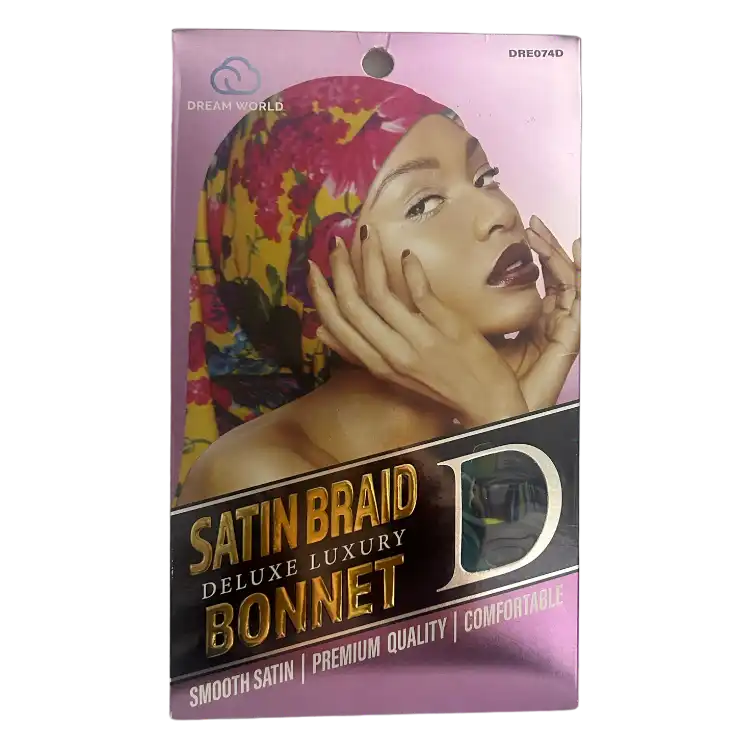 DRE074D
DREAM WORLD
SATIN BRAID
DELUXE LUXURY
BONNET
D
SMOOTH SATIN | PREMIUM QUALITY | COMFORTABLE